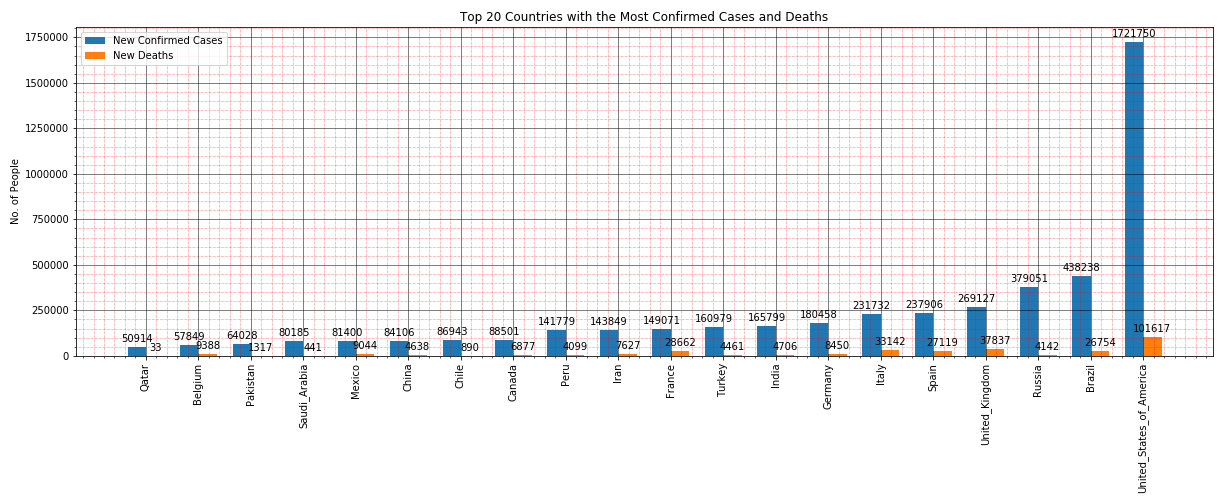 Top 20 Countries with the Most Confirmed Cases and Deaths
New Confirmed Cases
New Deaths
No. of People
1750000
1500000
1250000
1000000
750000
500000
250000
0
50914
33
57849
9388
64028
1317
80185
441
81400
9044
84106
4638
86943
890
88501
6877
141779
4099
143849
7627
149071
28662
160979
4461
165799
4706
180458
8450
231732
33142
237906
27119
269127
37837
379051
4142
438238
26754
1721750
101617
Qatar
Belgium
Pakistan
Saudi_Arabia
Mexico
China
Chile
Canada
Peru
Iran
France
Turkey
India
Germany
Italy
Spain
United_Kingdom
Russia
Brazil
United_States_of_America